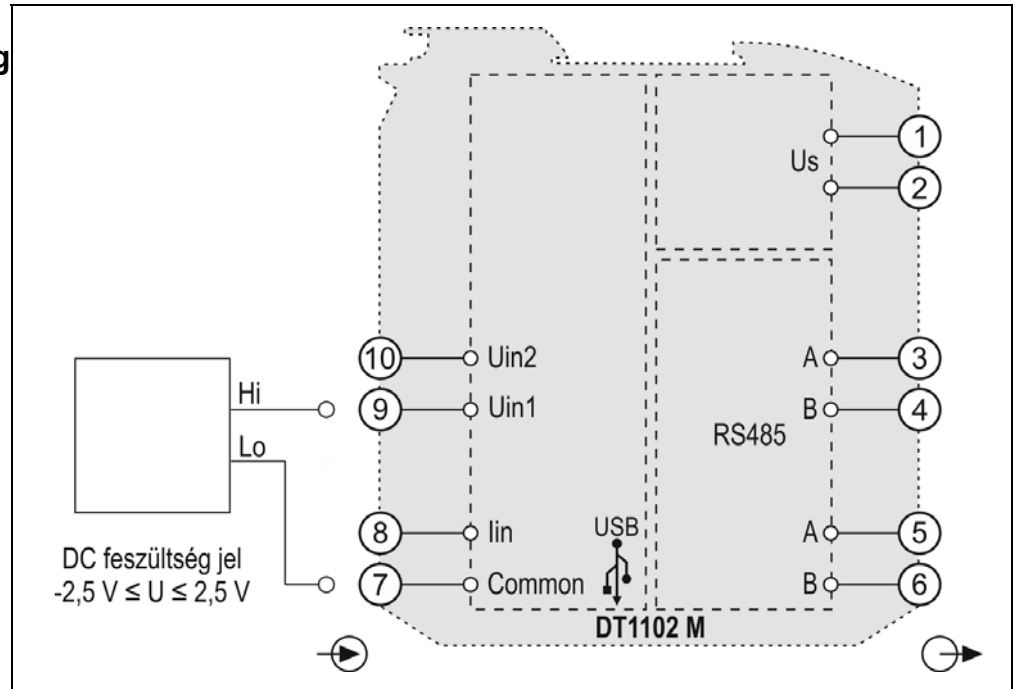 g
1
Us
2
10
Uin2
A
3
Hi
9
Uin1
B
4
Lo
RS485
8
Iin
USB
A
5
DC feszültség jel
-2,5 V ≤ U ≤ 2,5 V
7
Common
B
6
DT1102 M